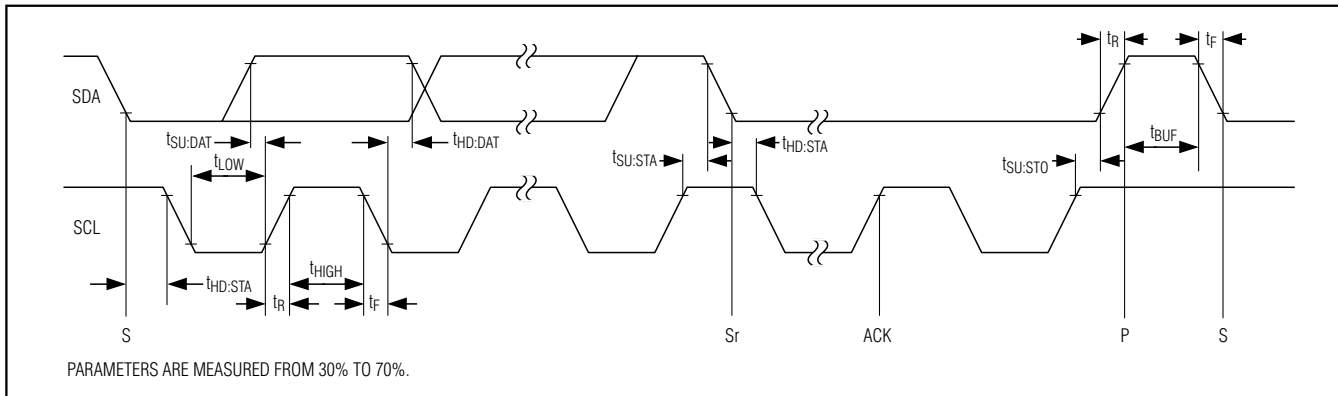 tR
tF
SDA
tSU:DAT
tHD:DAT
tBUF
tLOW
tSU:STA
tHD:STA
tSU:STO
SCL
tHIGH
tHD:STA
tR
tF
S
Sr
ACK
P
S
PARAMETERS ARE MEASURED FROM 30% TO 70%.